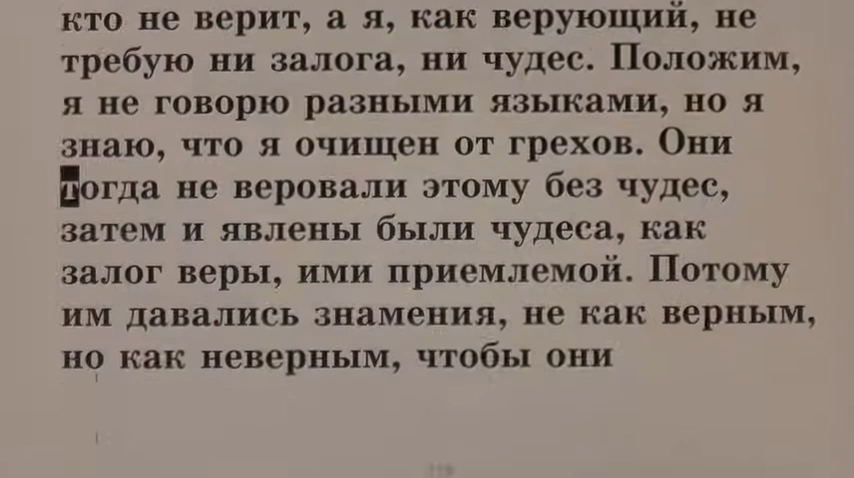 кто не верит, а я, как верующий, не
требую ни залога, ни чудес. Положим,
я не говорю разными языками, но я
знаю, что я очищен от грехов. Они
тогда не веровали этому без чудес,
затем и явлены были чудеса, как
залог веры, ими приемлемой. Потому
им давались знамения, не как верным,
но как неверным, чтобы они